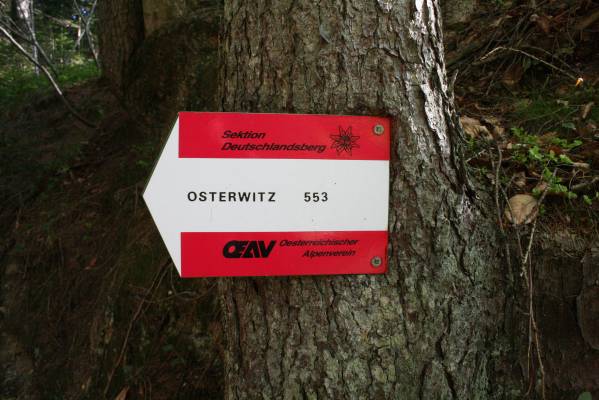 Sektion
Deutschlandsberg
OSTERWITZ 553
ŒAV Oesterreichischer
Alpenverein